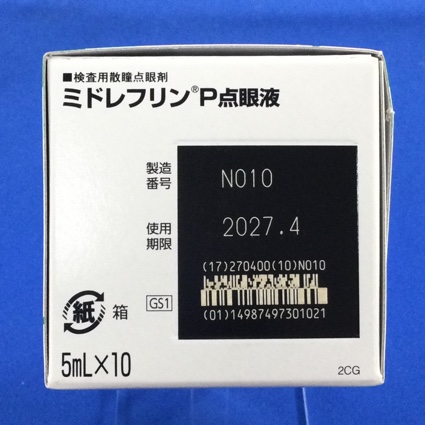 ■検査用散瞳点眼剤
ミドレフリン®P点眼液
製造
番号
N010
使用
期限
2027.4
(17)270400(10)N010
(01)14987497301021
紙
箱
GS1
5mL×10
2CG